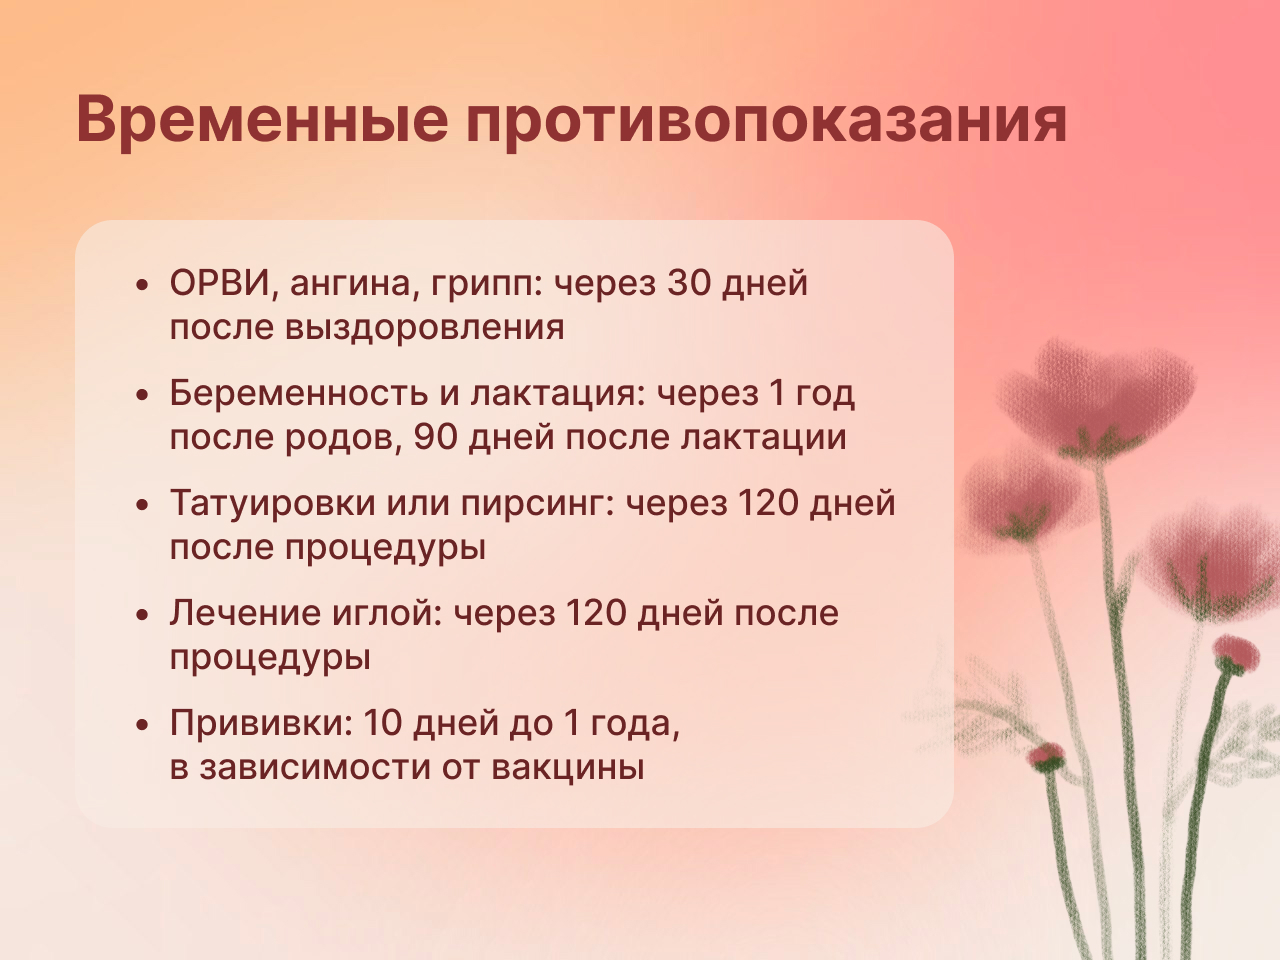 Временные противопоказания
• ОРВИ, ангина, грипп: через 30 дней
после выздоровления
• Беременность и лактация: через 1 год
после родов, 90 дней после лактации
• Татуировки или пирсинг: через 120 дней
после процедуры
• Лечение иглой: через 120 дней после
процедуры
• Прививки: 10 дней до 1 года,
в зависимости от вакцины